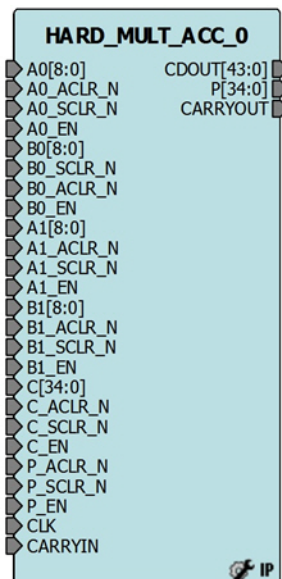 HARD_MULT_ACC_0
A0[8:0]
A0_ACLR_N
A0_SCLR_N
A0_EN
B0[8:0]
B0_SCLR_N
B0_ACLR_N
B0_EN
A1[8:0]
A1_ACLR_N
A1_SCLR_N
A1_EN
B1[8:0]
B1_ACLR_N
B1_SCLR_N
B1_EN
C[34:0]
C_ACLR_N
C_SCLR_N
C_EN
P_ACLR_N
P_SCLR_N
P_EN
CLK
CARRYIN
CDOUT[43:0]
P[34:0]
CARRYOUT
IP